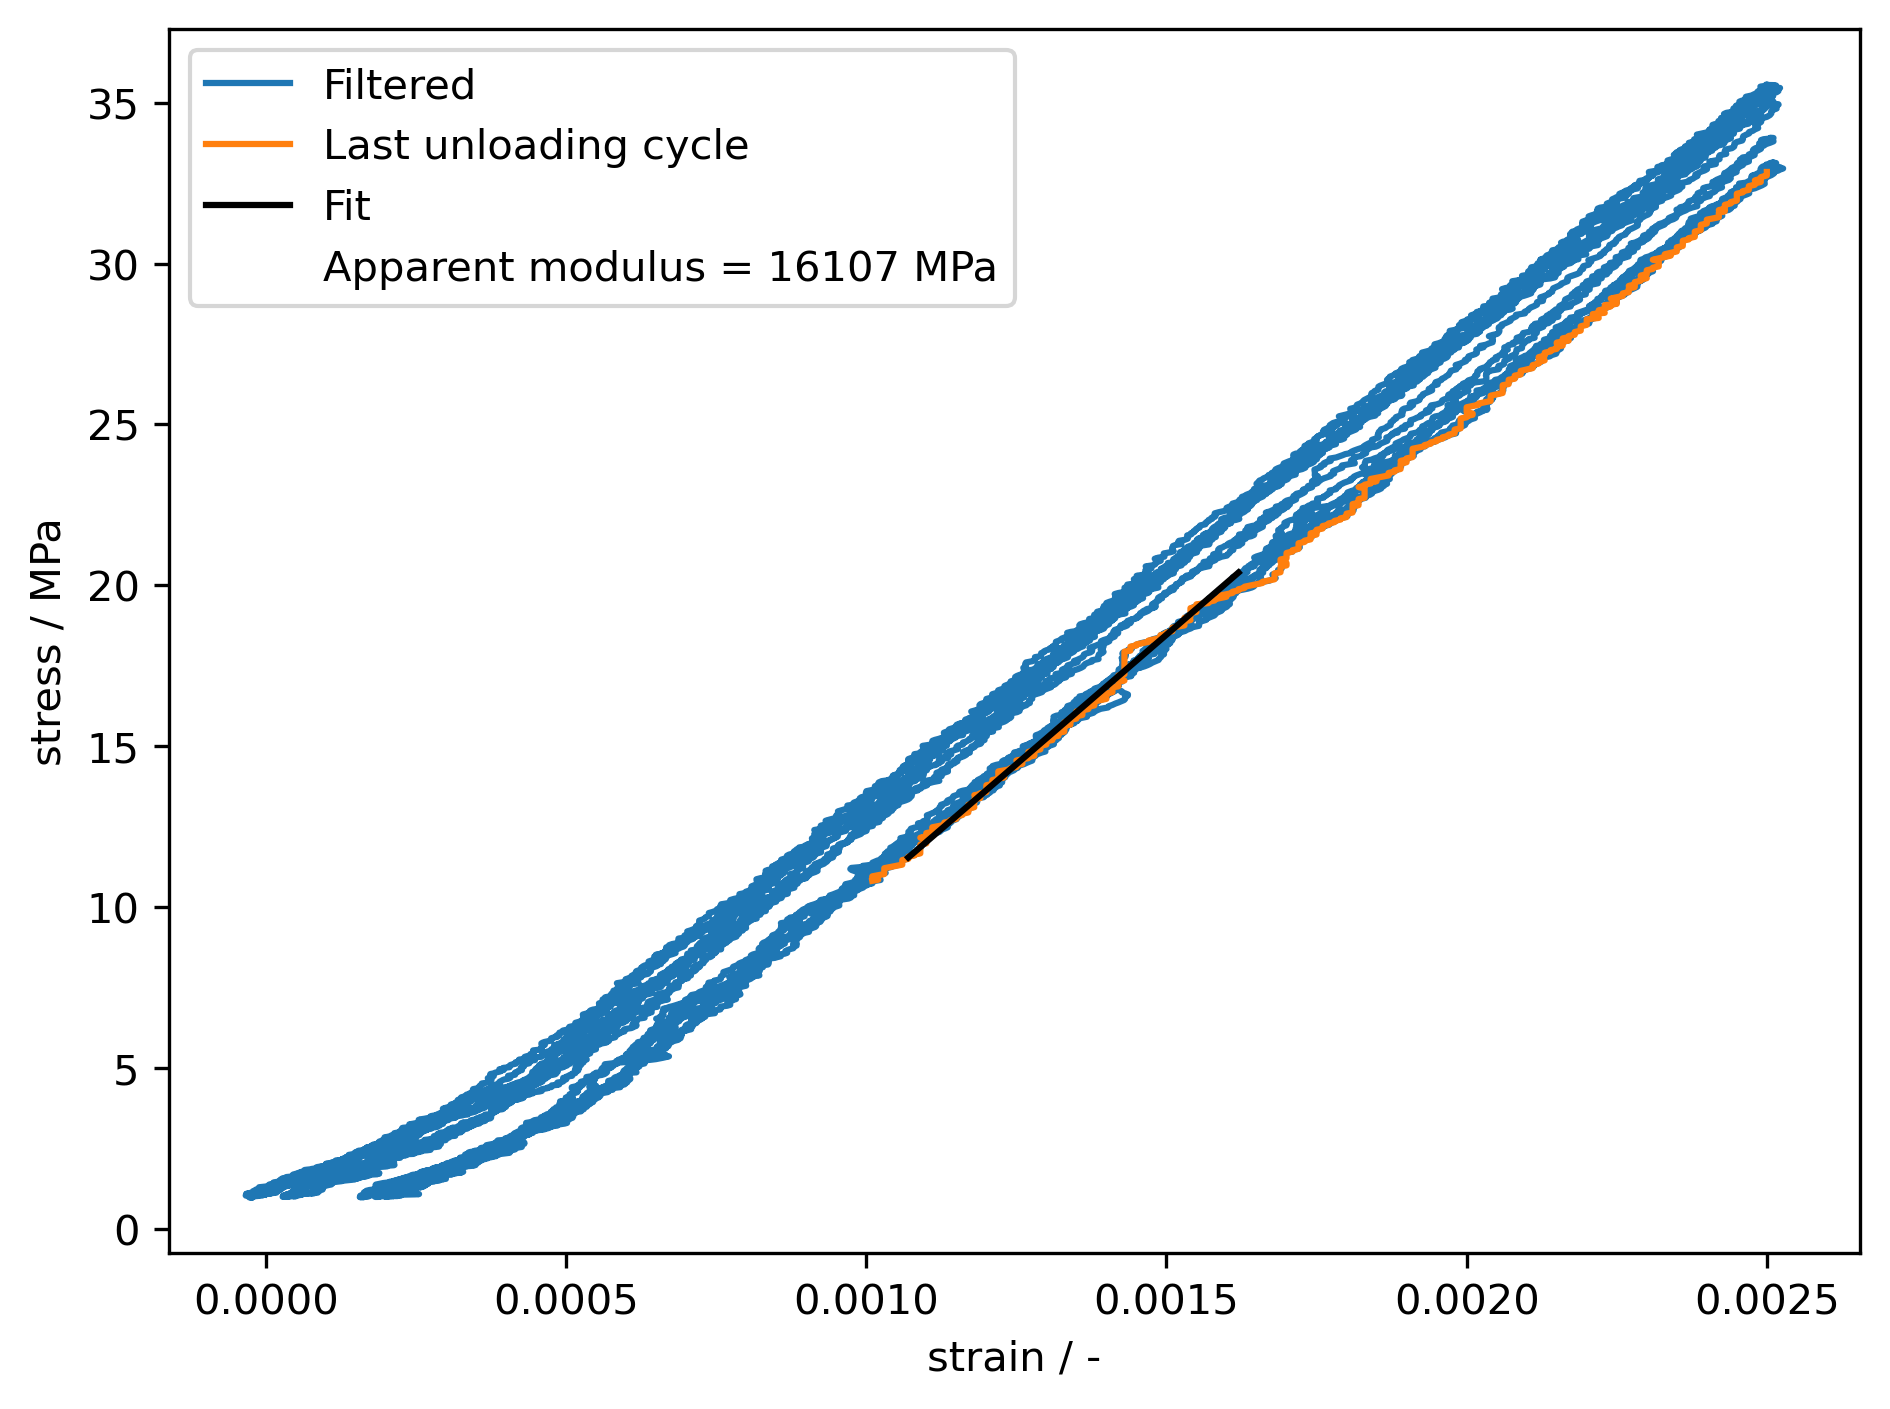 Filtered
Last unloading cycle
Fit
Apparent modulus = 16107 MPa
35
30
25
20
15
10
5
0
stress / MPa
0.0000 0.0005 0.0010 0.0015 0.0020 0.0025
strain / -